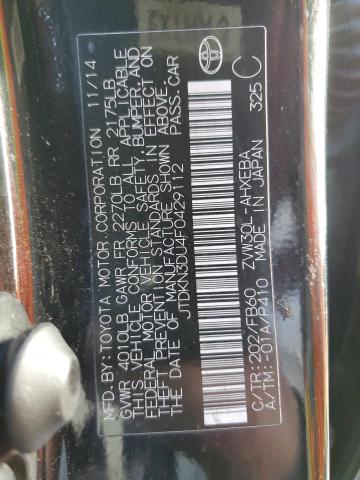 MFD. BY: TOYOTA MOTOR CORPORATION 11/14
GVWR 4010LB GAWR FR 2270LB RR 2175LB
THIS VEHICLE CONFORMS TO ALL APPLICABLE
FEDERAL MOTOR VEHICLE SAFETY, BUMPER, AND
THEFT PREVENTION STANDARDS IN EFFECT ON
THE DATE OF MANUFACTURE SHOWN ABOVE.
JTDKN3DU4F0429112 PASS. CAR
C/TR: 202/FB60 ZVW30L-AHXEBA
A/TM: -01A/P410 MADE IN JAPAN 325 C